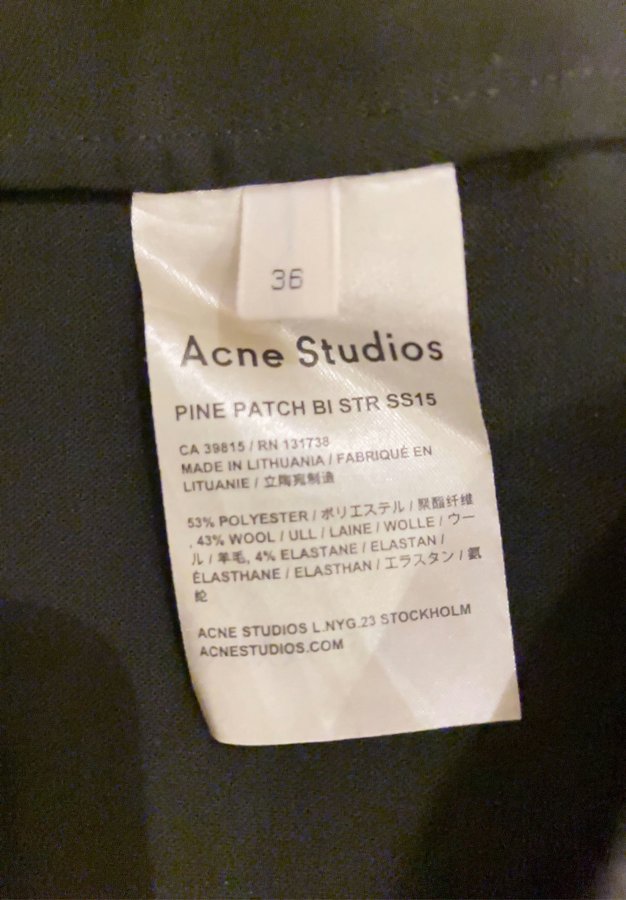 36
Acne Studios
PINE PATCH BI STR SS15
CA 39815 / RN 131738
MADE IN LITHUANIA / FABRIQUÉ EN
LITUANIE / 立陶宛制造
53% POLYESTER / ポリエステル / 聚酯纤维
, 43% WOOL / ULL / LAINE / WOLLE / ウー
ル / 羊毛, 4% ELASTANE / ELASTAN /
ÉLASTHANE / ELASTHAN / エラスタン / 氨
纶
ACNE STUDIOS L.NYG.23 STOCKHOLM
ACNESTUDIOS.COM